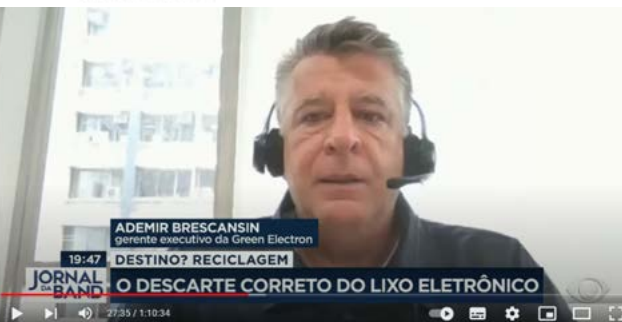 ADEMIR BRESCANSIN
gerente executivo da Green Electron
19:47 DESTINO? RECICLAGEM
JORNAL DA BAND
O DESCARTE CORRETO DO LIXO ELETRÔNICO
27:35 / 1:10:34